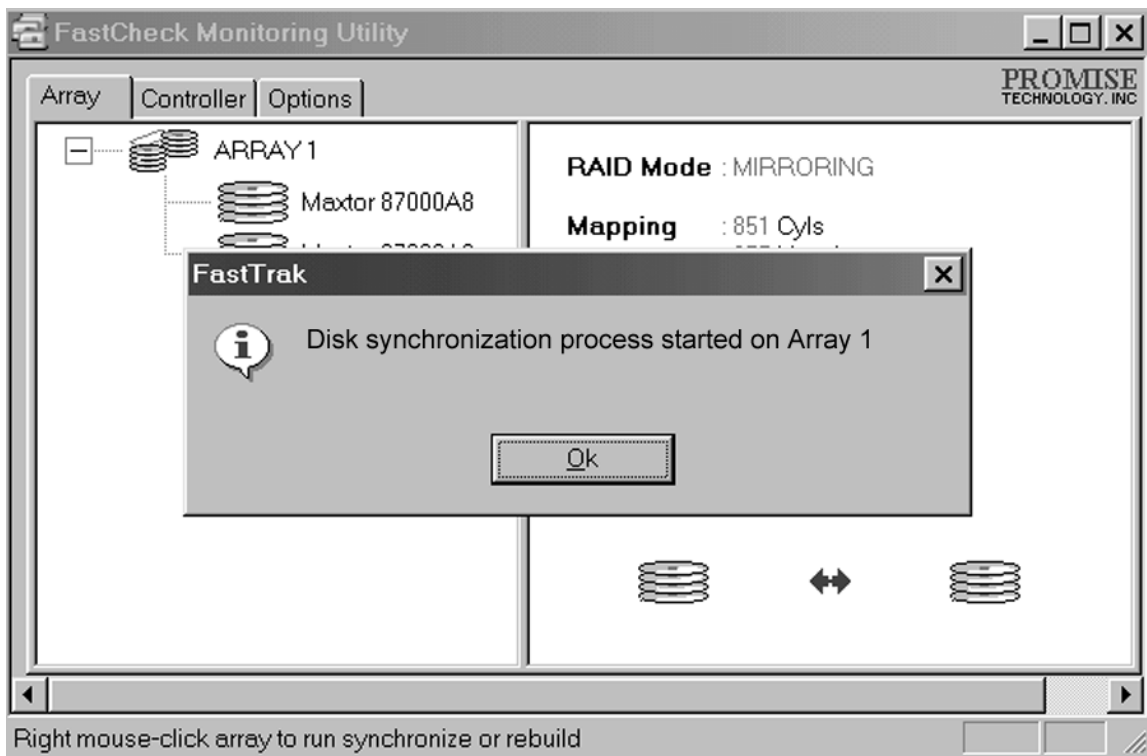 FastCheck Monitoring Utility
PROMISE
TECHNOLOGY, INC
Array Controller Options
ARRAY 1
Maxtor 87000A8
RAID Mode : MIRRORING
Mapping : 851 Cyls
FastTrak
Disk synchronization process started on Array 1
Ok
Right mouse-click array to run synchronize or rebuild